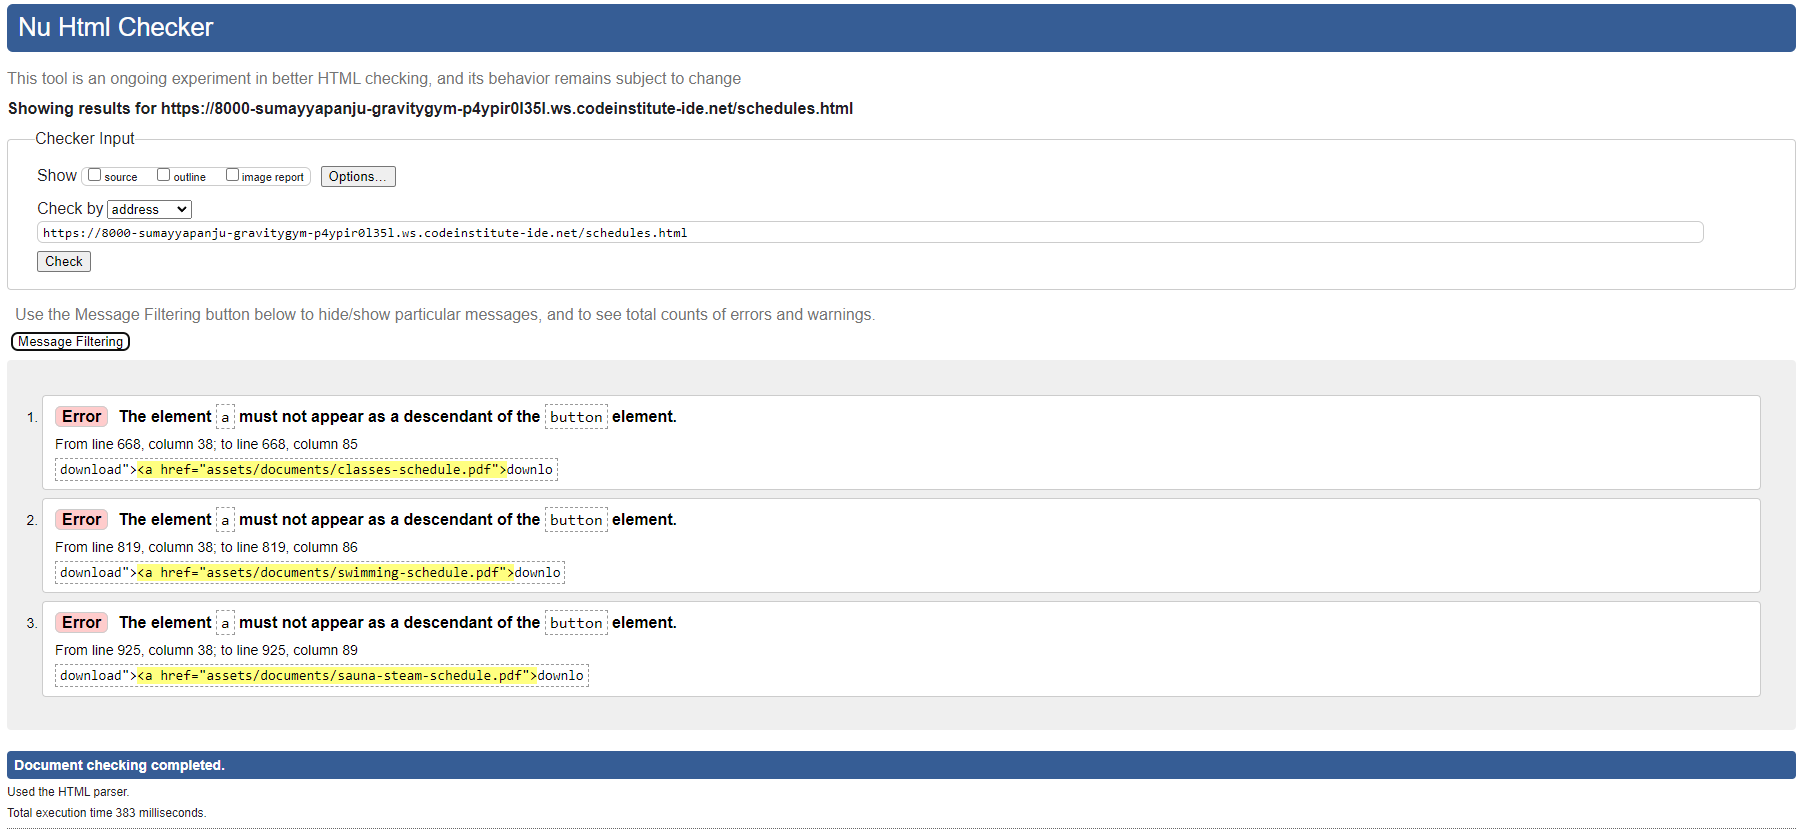 Nu Html Checker
This tool is an ongoing experiment in better HTML checking, and its behavior remains subject to change
Showing results for https://8000-sumayyapanju-gravitygym-p4ypir0l35l.ws.codeinstitute-ide.net/schedules.html
Checker Input
Show source outline image report Options...
Check by address
https://8000-sumayyapanju-gravitygym-p4ypir0l35l.ws.codeinstitute-ide.net/schedules.html
Check
Use the Message Filtering button below to hide/show particular messages, and to see total counts of errors and warnings.
Message Filtering
1. Error The element a must not appear as a descendant of the button element.
From line 668, column 38; to line 668, column 85
download"><a href="assets/documents/classes-schedule.pdf">downlo
2. Error The element a must not appear as a descendant of the button element.
From line 819, column 38; to line 819, column 86
download"><a href="assets/documents/swimming-schedule.pdf">downlo
3. Error The element a must not appear as a descendant of the button element.
From line 925, column 38; to line 925, column 89
download"><a href="assets/documents/sauna-steam-schedule.pdf">downlo
Document checking completed.
Used the HTML parser.
Total execution time 383 milliseconds.